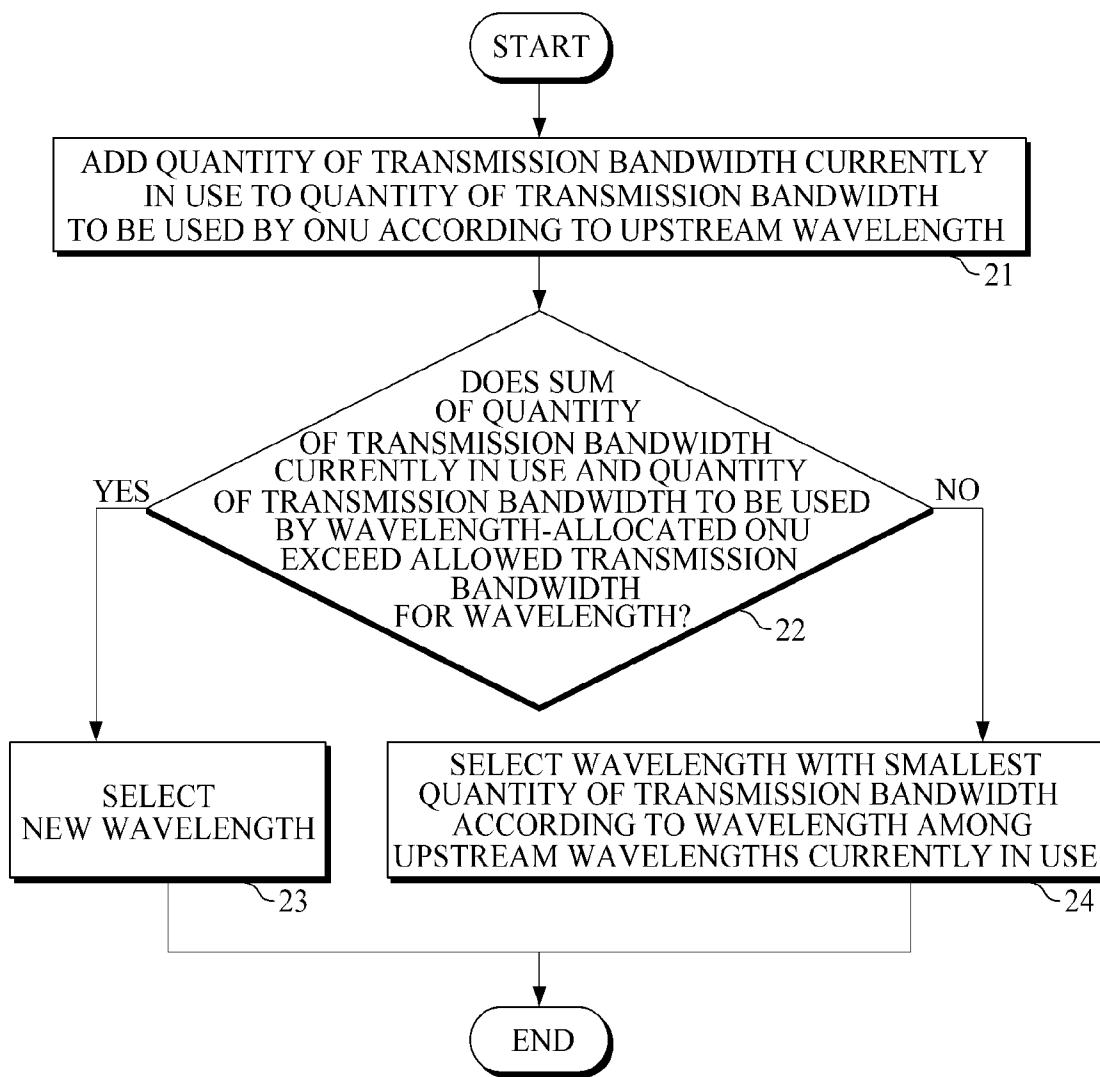 START
ADD QUANTITY OF TRANSMISSION BANDWIDTH CURRENTLY
IN USE TO QUANTITY OF TRANSMISSION BANDWIDTH
TO BE USED BY ONU ACCORDING TO UPSTREAM WAVELENGTH
21
DOES SUM
OF QUANTITY
OF TRANSMISSION BANDWIDTH
CURRENTLY IN USE AND QUANTITY
OF TRANSMISSION BANDWIDTH TO BE USED
BY WAVELENGTH-ALLOCATED ONU
EXCEED ALLOWED TRANSMISSION
BANDWIDTH
FOR WAVELENGTH?
22
YES
NO
SELECT
NEW WAVELENGTH
23
SELECT WAVELENGTH WITH SMALLEST
QUANTITY OF TRANSMISSION BANDWIDTH
ACCORDING TO WAVELENGTH AMONG
UPSTREAM WAVELENGTHS CURRENTLY IN USE
24
END